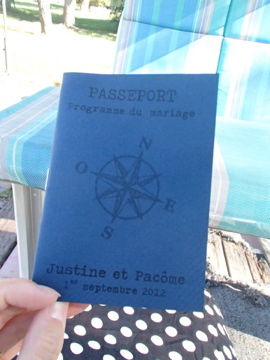 PASSEPORT
Programme du mariage
N
O
E
S
Justine et Pacôme
1er septembre 2012